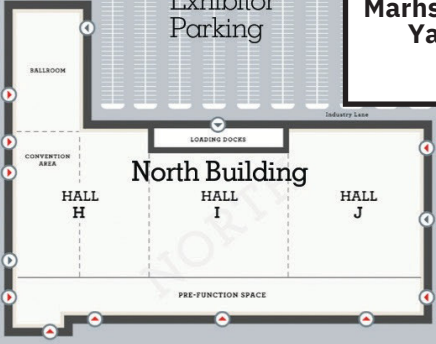 Exhibitor
Parking
Marhs
Ya
Industry Lane
BALLROOM
LOADING DOCKS
CONVENTION
AREA
North Building
HALL
H
HALL
I
HALL
J
NORTH
PRE-FUNCTION SPACE